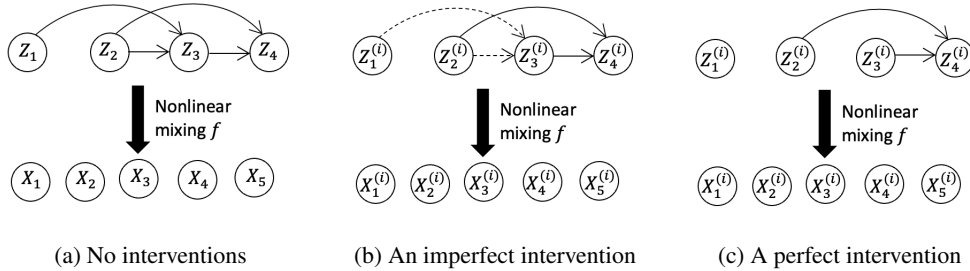 Z₁ Z₂ Z₃ Z₄
Nonlinear
mixing f
X₁ X₂ X₃ X₄ X₅
(a) No interventions
Z₁⁽ⁱ⁾ Z₂⁽ⁱ⁾ Z₃⁽ⁱ⁾ Z₄⁽ⁱ⁾
Nonlinear
mixing f
X₁⁽ⁱ⁾ X₂⁽ⁱ⁾ X₃⁽ⁱ⁾ X₄⁽ⁱ⁾ X₅⁽ⁱ⁾
(b) An imperfect intervention
Z₁⁽ⁱ⁾ Z₂⁽ⁱ⁾ Z₃⁽ⁱ⁾ Z₄⁽ⁱ⁾
Nonlinear
mixing f
X₁⁽ⁱ⁾ X₂⁽ⁱ⁾ X₃⁽ⁱ⁾ X₄⁽ⁱ⁾ X₅⁽ⁱ⁾
(c) A perfect intervention